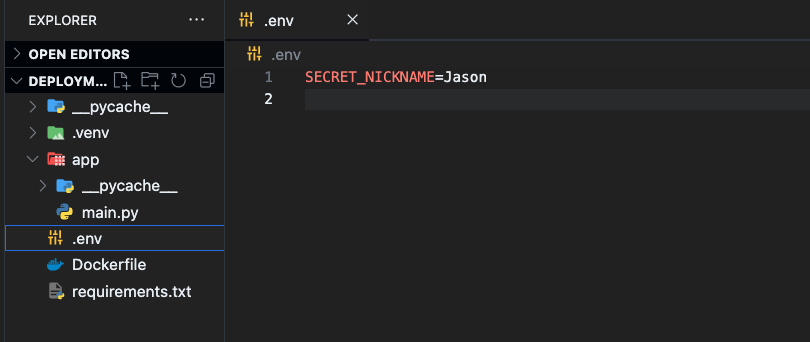 EXPLORER
.env
OPEN EDITORS
.env
DEPLOYM...
1 SECRET_NICKNAME=Jason
2
__pycache__
.venv
app
__pycache__
main.py
.env
Dockerfile
requirements.txt